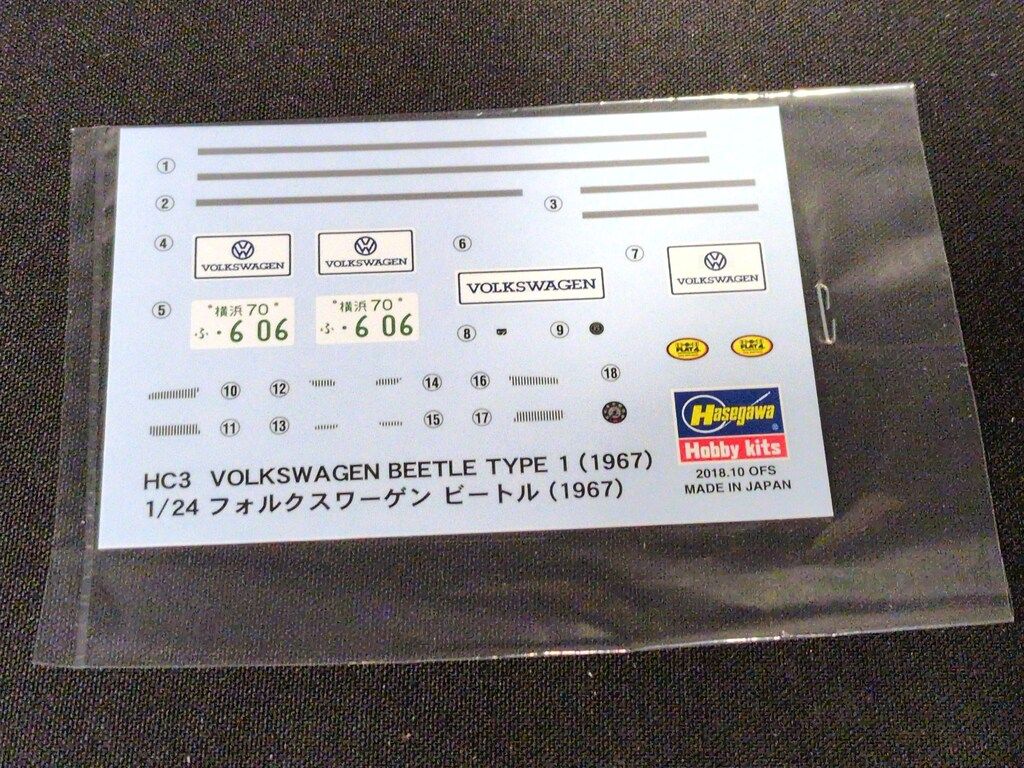 ①
②
③
④
VOLKSWAGEN
VOLKSWAGEN
⑥
VOLKSWAGEN
⑦
VOLKSWAGEN
⑤
横浜 70
ふ・6 06
横浜 70
ふ・6 06
⑧
⑨
PLAY
PLAY
⑩ ⑫ ⑭ ⑯ ⑱
⑪ ⑬ ⑮ ⑰
Hasegawa
Hobby kits
2018.10 OFS
MADE IN JAPAN
HC3 VOLKSWAGEN BEETLE TYPE 1 (1967)
1/24 フォルクスワーゲン ビートル (1967)